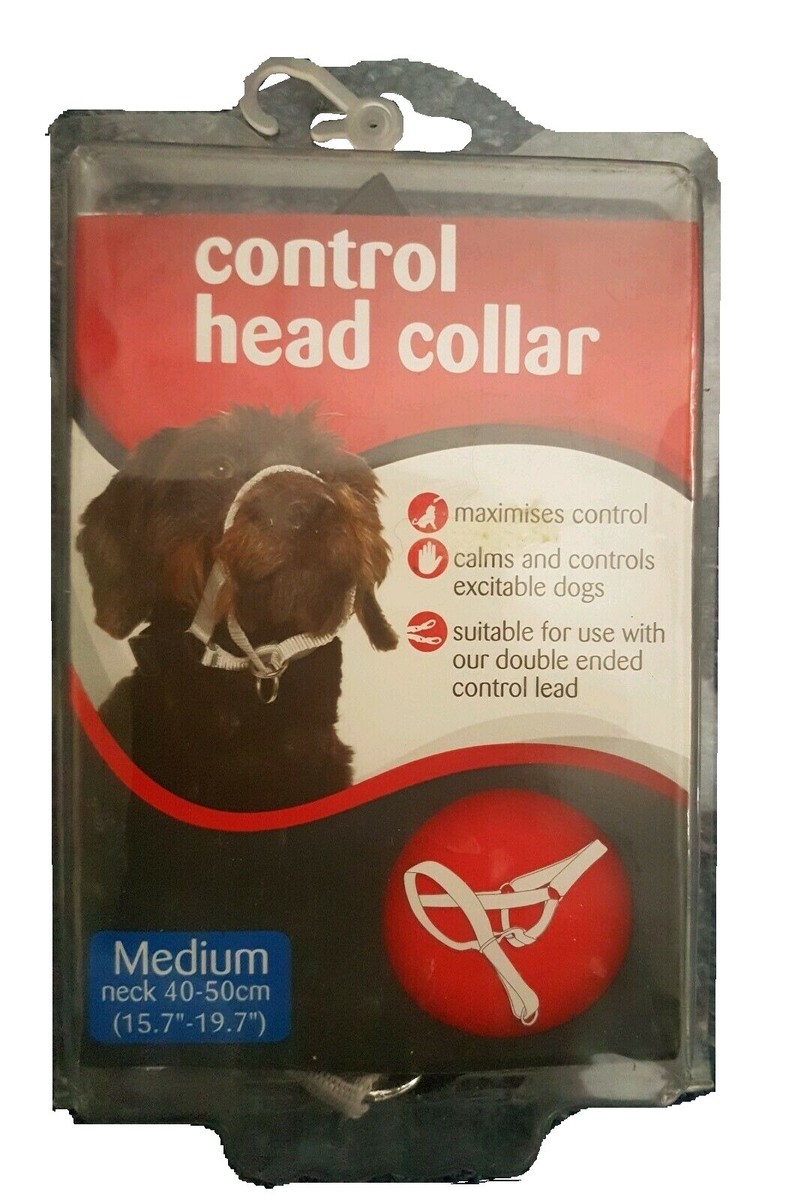 control
head collar
maximises control
calms and controls
excitable dogs
suitable for use with
our double ended
control lead
Medium
neck 40-50cm
(15.7"-19.7")